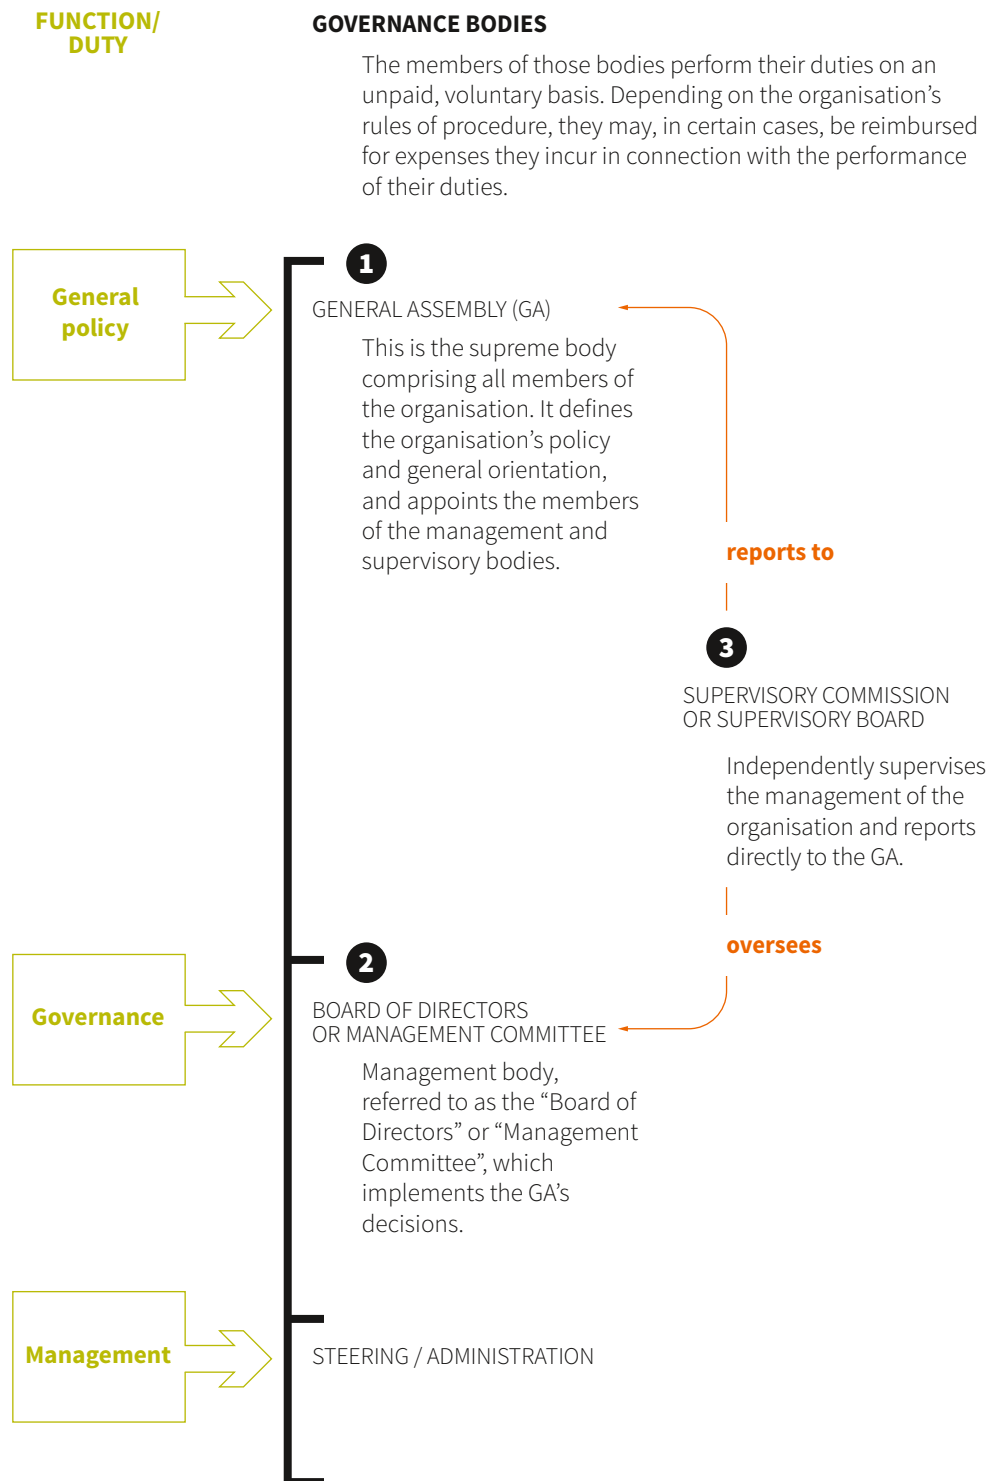 FUNCTION/
DUTY
GOVERNANCE BODIES
The members of those bodies perform their duties on an
unpaid, voluntary basis. Depending on the organisation’s
rules of procedure, they may, in certain cases, be reimbursed
for expenses they incur in connection with the performance
of their duties.
General
policy
1
GENERAL ASSEMBLY (GA)
This is the supreme body
comprising all members of
the organisation. It defines
the organisation’s policy
and general orientation,
and appoints the members
of the management and
supervisory bodies.
reports to
3
SUPERVISORY COMMISSION
OR SUPERVISORY BOARD
Independently supervises
the management of the
organisation and reports
directly to the GA.
oversees
Governance
2
BOARD OF DIRECTORS
OR MANAGEMENT COMMITTEE
Management body,
referred to as the “Board of
Directors” or “Management
Committee”, which
implements the GA’s
decisions.
Management
STEERING / ADMINISTRATION